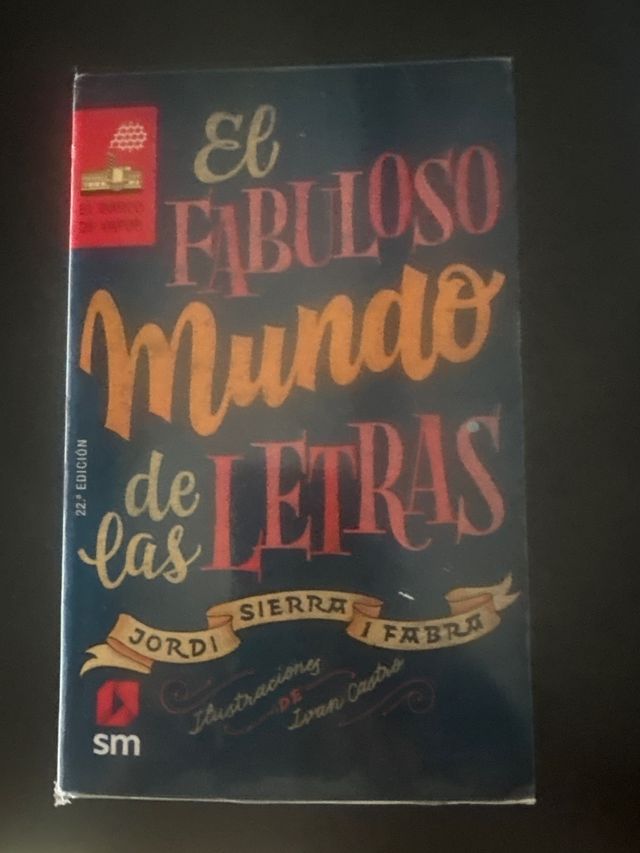 EL BARCO
DE VAPOR
El
FABULOSO
Mundo
de
las LETRAS
22.ª EDICIÓN
JORDI SIERRA I FABRA
Ilustraciones
DE
Ivan Castro
sm